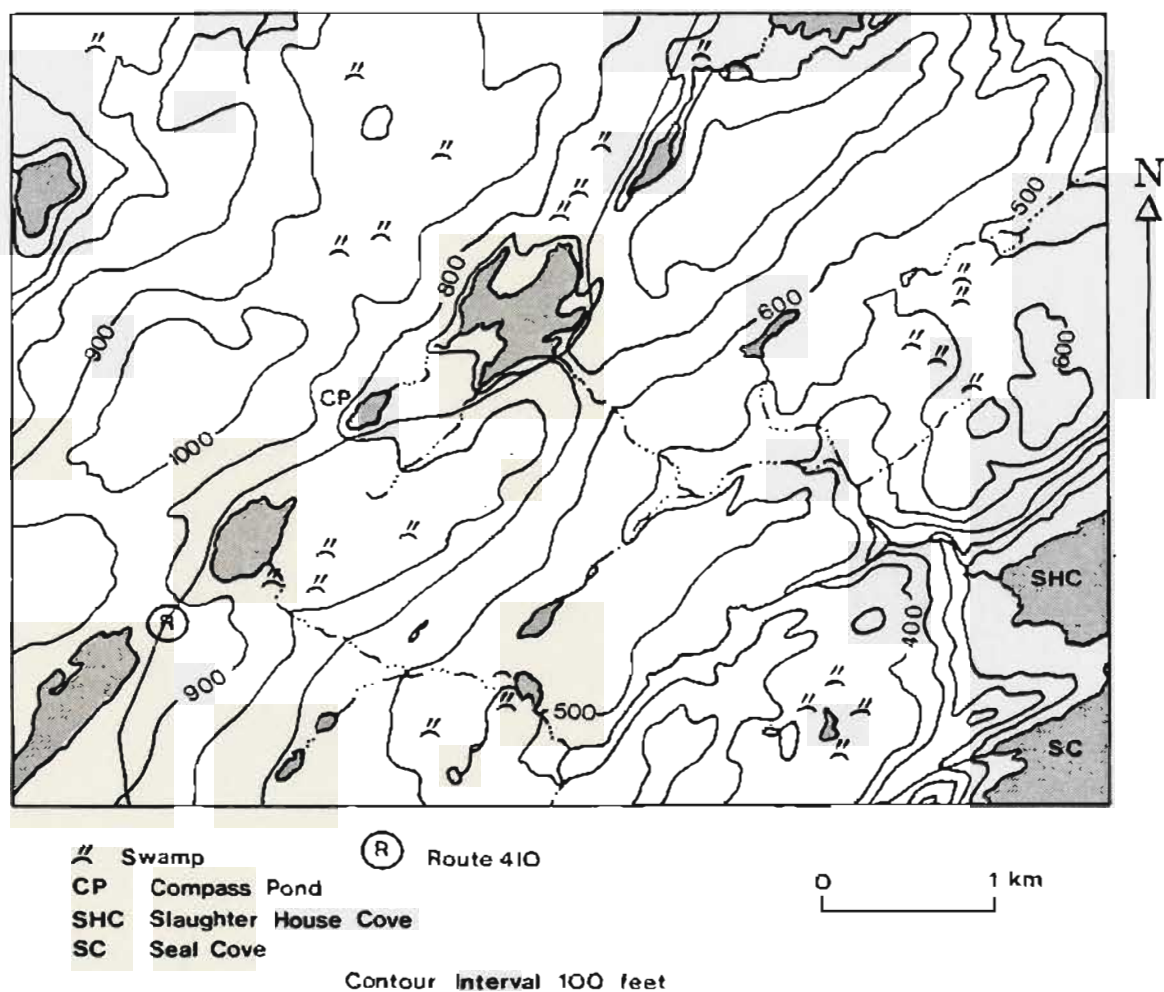 N
500
800
600
600
900
CP
1000
SHC
R
400
900
500
SC
Swamp
R Route 410
CP Compass Pond
SHC Slaughter House Cove
SC Seal Cove
0 1 km
Contour Interval 100 feet